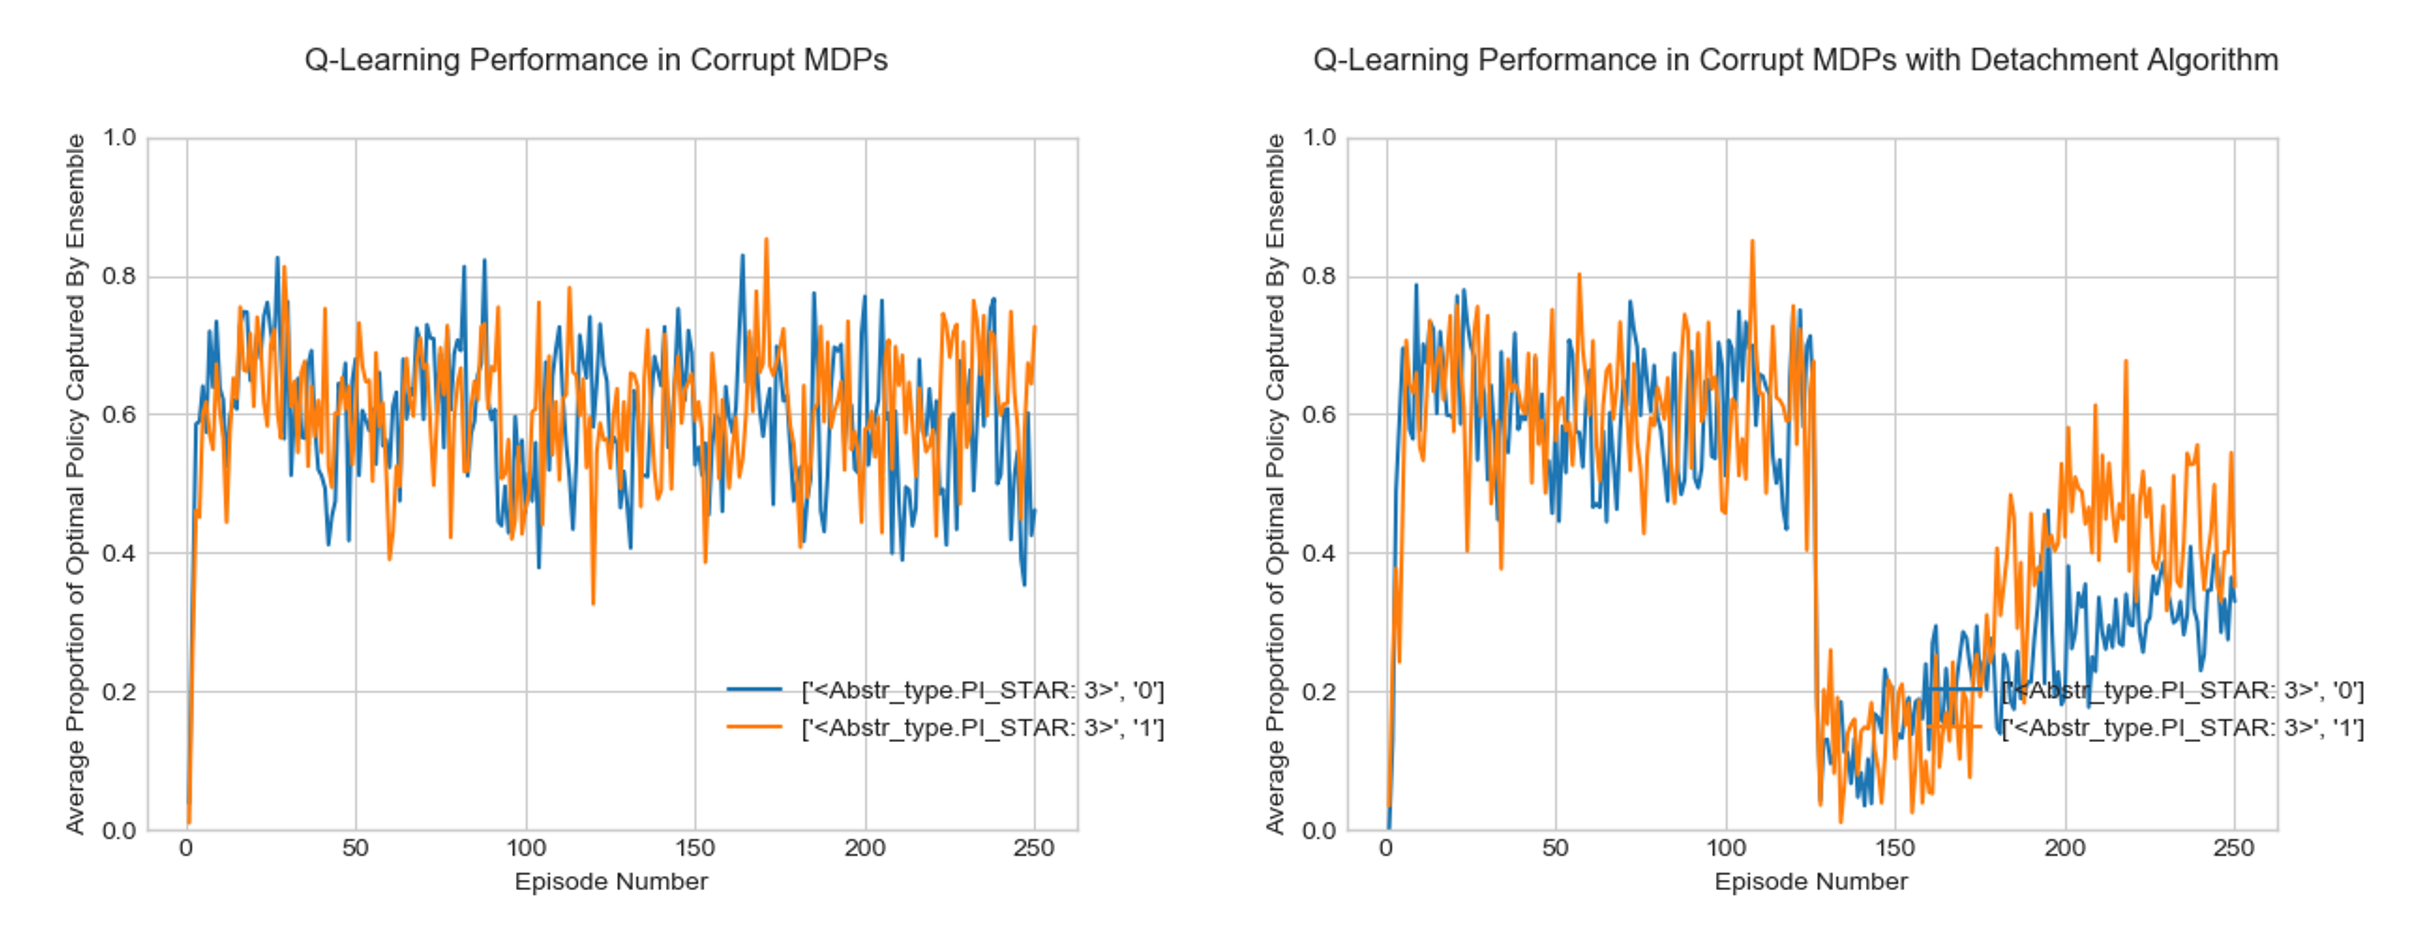 Q-Learning Performance in Corrupt MDPs
Average Proportion of Optimal Policy Captured By Ensemble
1.0
0.8
0.6
0.4
0.2
0.0
['<Abstr_type.PI_STAR: 3>', '0']
['<Abstr_type.PI_STAR: 3>', '1']
0 50 100 150 200 250
Episode Number
Q-Learning Performance in Corrupt MDPs with Detachment Algorithm
Average Proportion of Optimal Policy Captured By Ensemble
1.0
0.8
0.6
0.4
0.2
0.0
['<Abstr_type.PI_STAR: 3>', '0']
['<Abstr_type.PI_STAR: 3>', '1']
0 50 100 150 200 250
Episode Number